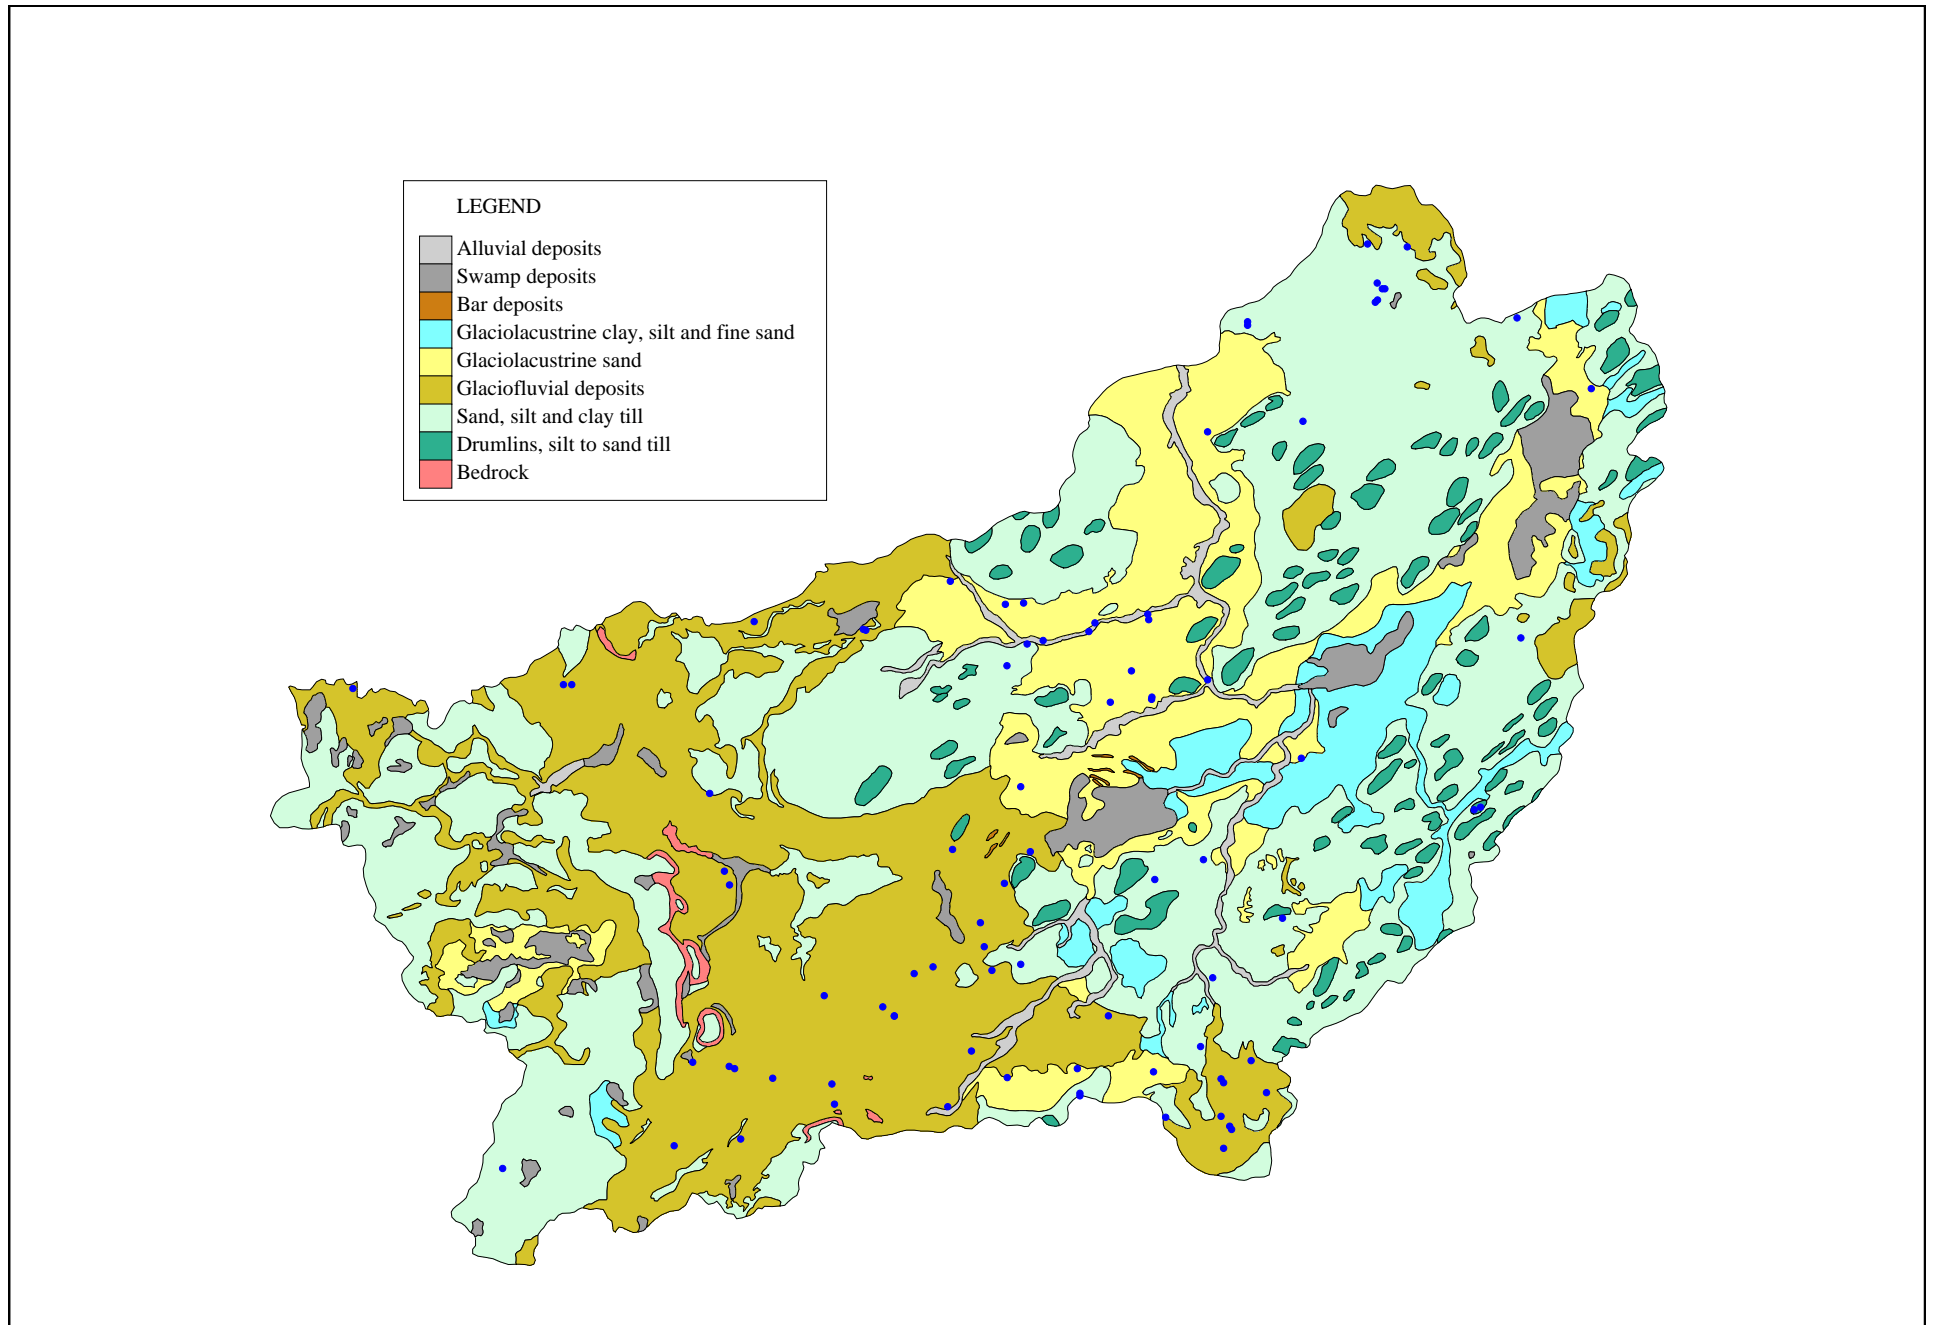 LEGEND
Alluvial deposits
Swamp deposits
Bar deposits
Glaciolacustrine clay, silt and fine sand
Glaciolacustrine sand
Glaciofluvial deposits
Sand, silt and clay till
Drumlins, silt to sand till
Bedrock